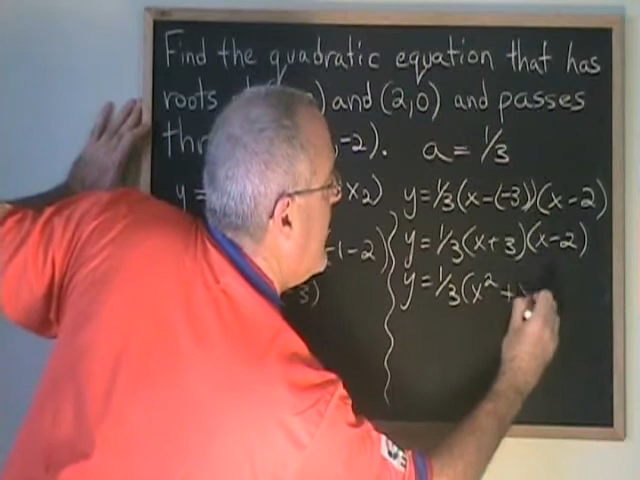 Find the quadratic equation that has
roots ) and (2,0) and passes
thr , -2).   a = 1/3
y = x₂)
-1-2)
3)
y = 1/3(x-(-3))(x-2)
y = 1/3(x+3)(x-2)
y = 1/3(x² +